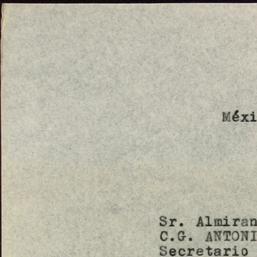 Méxi
Sr. Almiran
C.G. ANTONI
Secretario